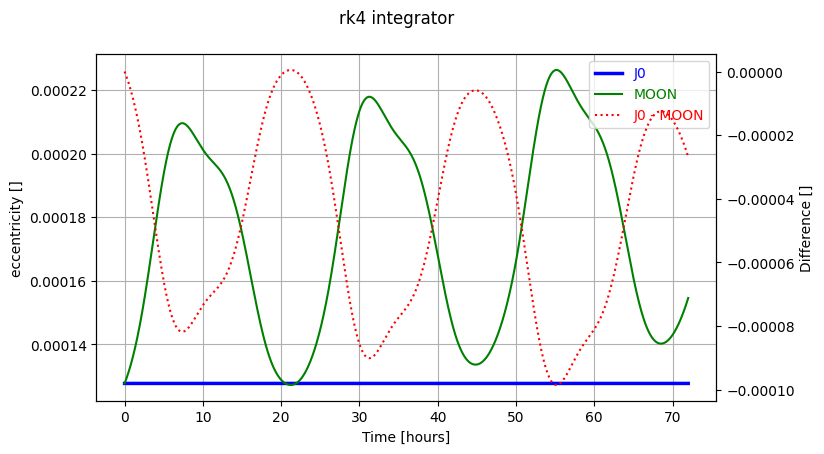 rk4 integrator
eccentricity []
0.00022
0.00020
0.00018
0.00016
0.00014
J0
MOON
J0 - MOON
0.00000
−0.00002
−0.00004
−0.00006
−0.00008
−0.00010
Difference []
0 10 20 30 40 50 60 70
Time [hours]